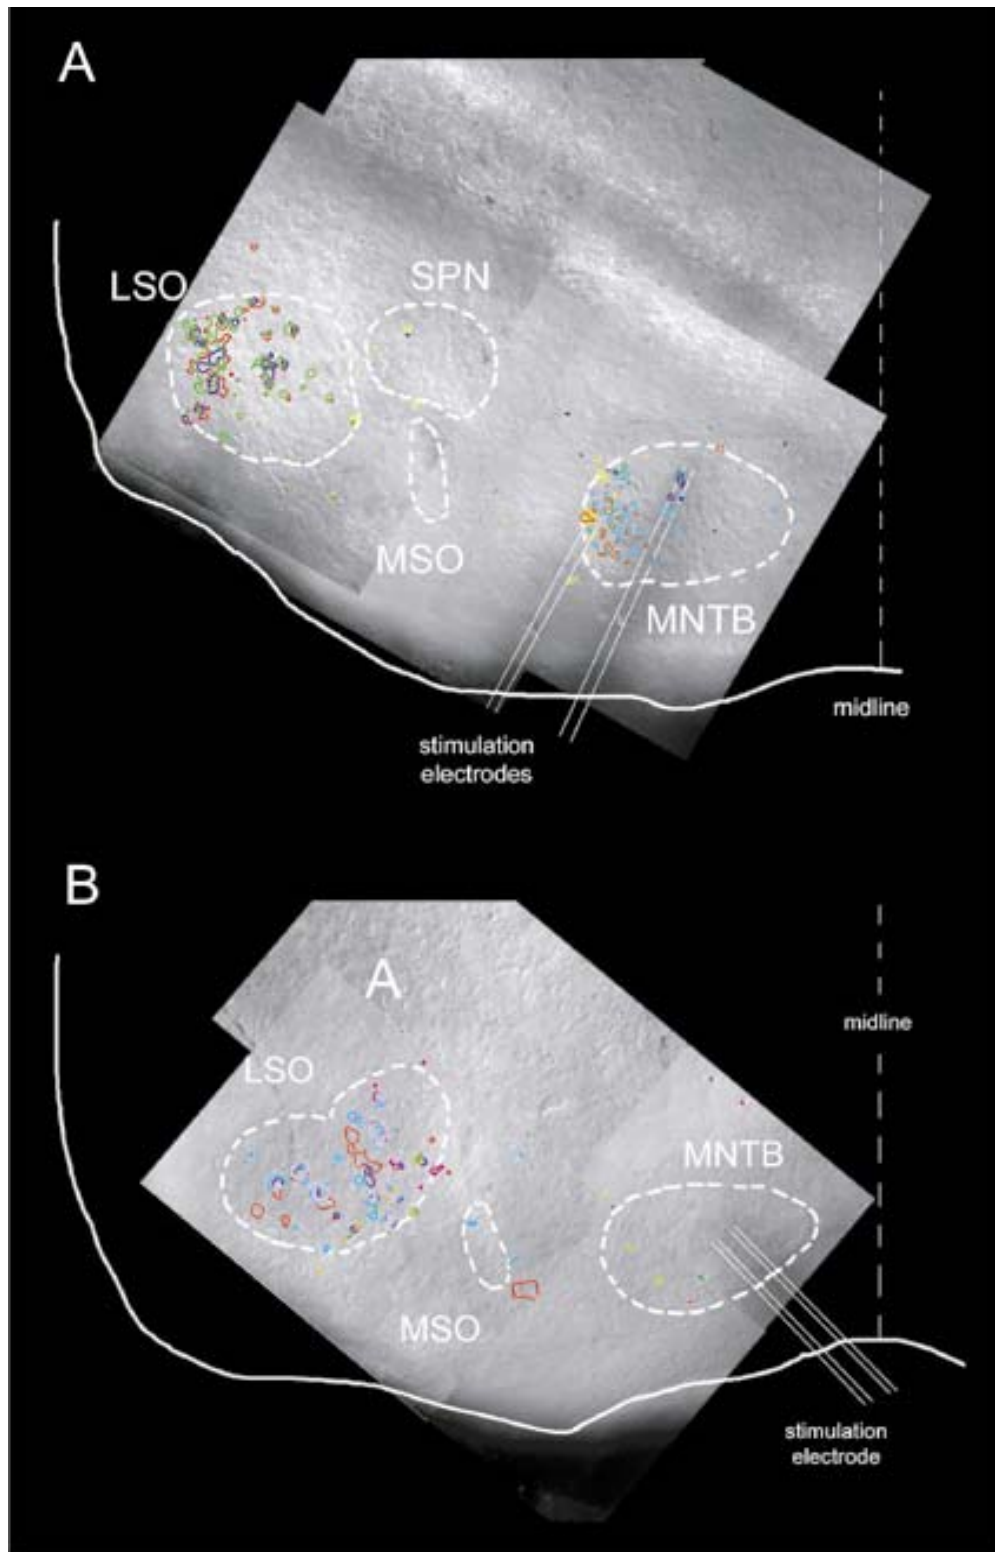 A
LSO
SPN
MSO
MNTB
midline
stimulation
electrodes
B
A
midline
LSO
MNTB
MSO
stimulation
electrode